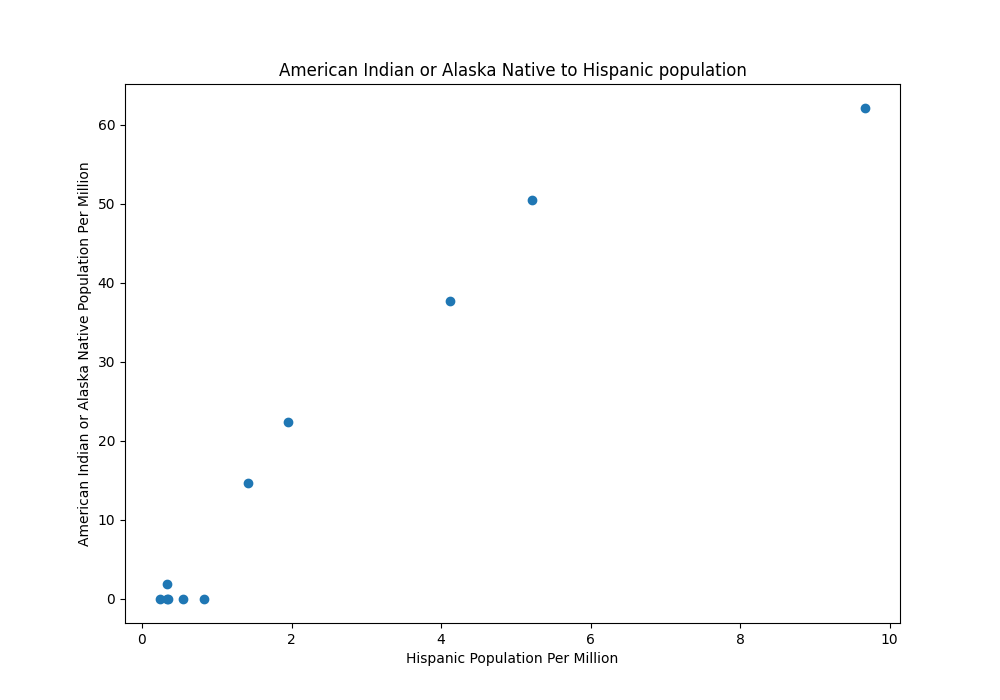 American Indian or Alaska Native to Hispanic population
American Indian or Alaska Native Population Per Million
60
50
40
30
20
10
0
0 2 4 6 8 10
Hispanic Population Per Million